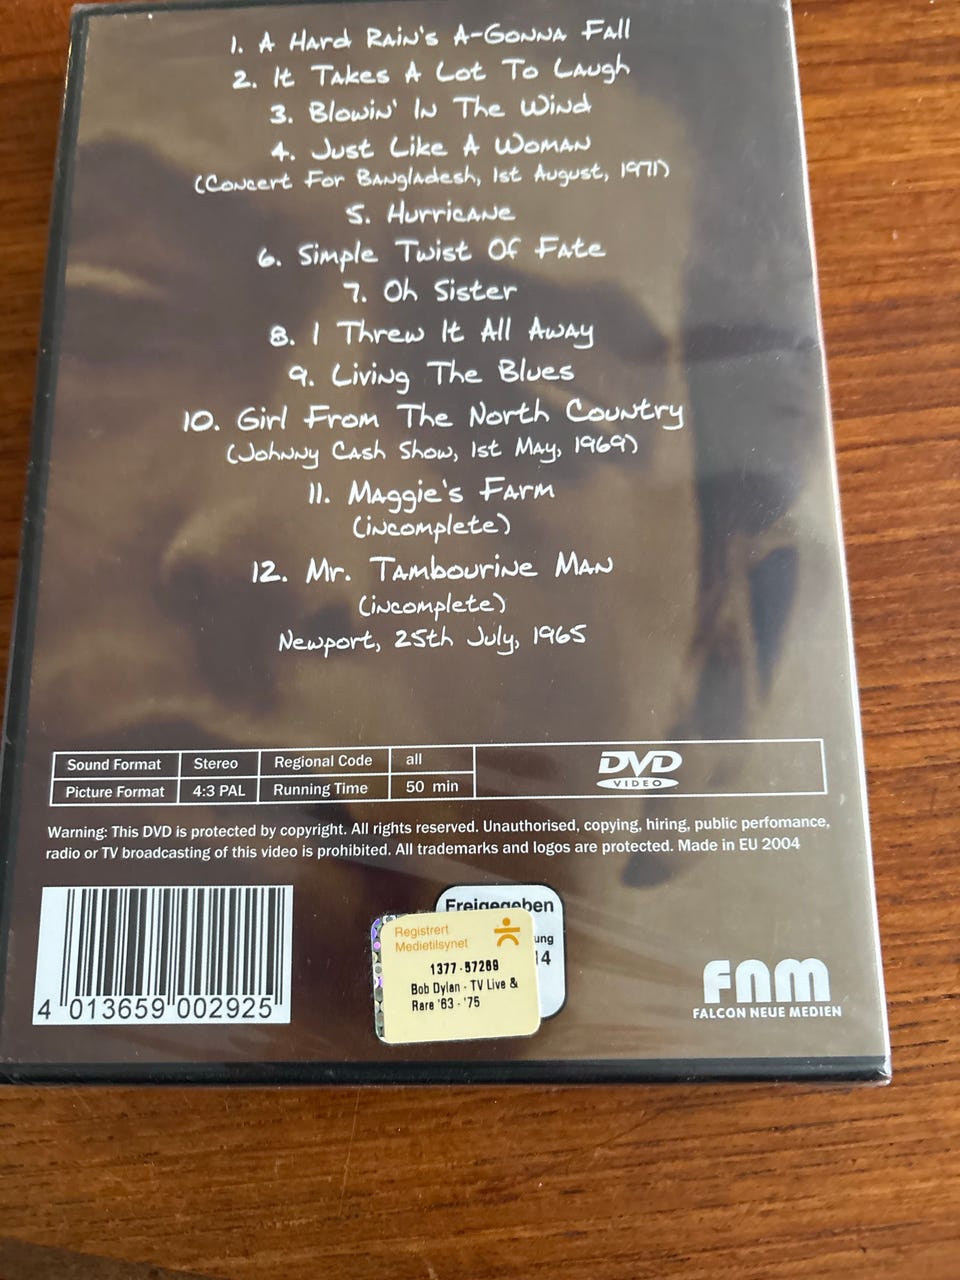 1. A Hard Rain's A-Gonna Fall
2. It Takes A Lot To Laugh
3. Blowin' In The Wind
4. Just Like A Woman
(Concert For Bangladesh, 1st August, 1971)
5. Hurricane
6. Simple Twist Of Fate
7. Oh Sister
8. I Threw It All Away
9. Living The Blues
10. Girl From The North Country
(Johnny Cash Show, 1st May, 1969)
11. Maggie's Farm
(incomplete)
12. Mr. Tambourine Man
(incomplete)
Newport, 25th July, 1965
Sound Format Stereo Regional Code all
Picture Format 4:3 PAL Running Time 50 min
DVD
VIDEO
Warning: This DVD is protected by copyright. All rights reserved. Unauthorised, copying, hiring, public perfomance,
radio or TV broadcasting of this video is prohibited. All trademarks and logos are protected. Made in EU 2004
4 013659 002925
Freigegeben
ung
14
Registrert
Medietilsynet
1377-57269
Bob Dylan - TV Live &
Rare '63 - '75
FNM
FALCON NEUE MEDIEN